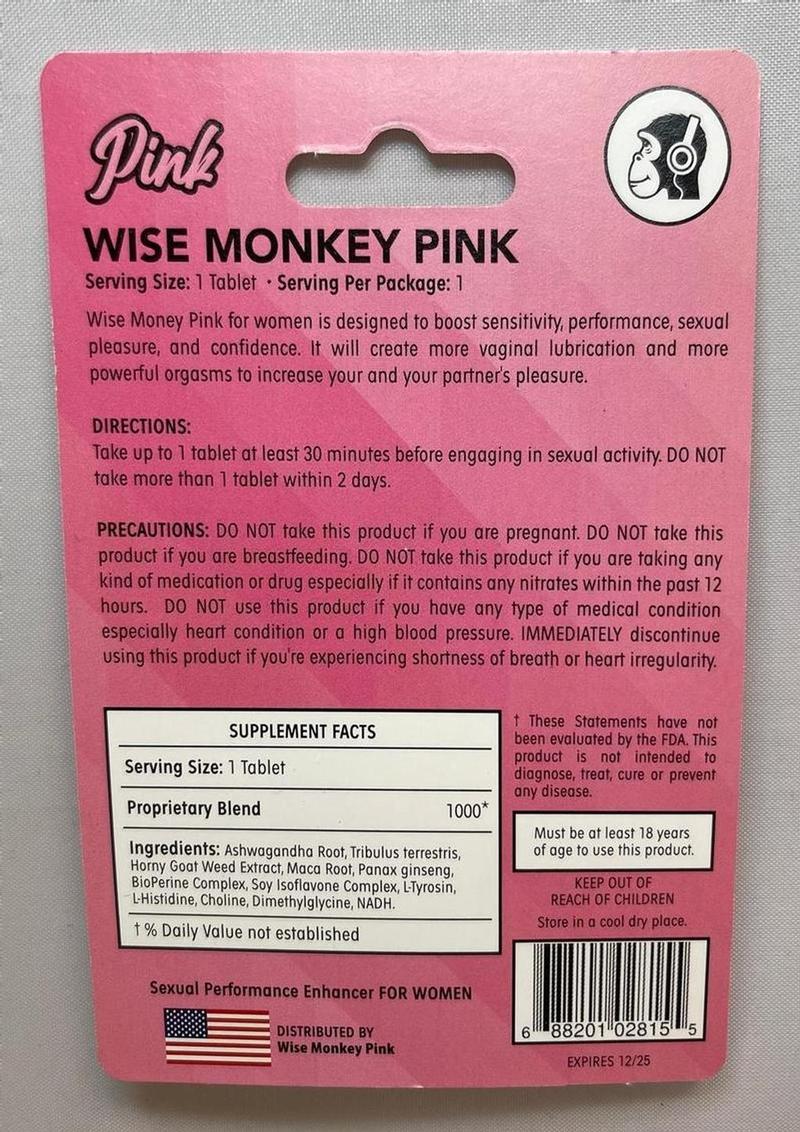 Pink
WISE MONKEY PINK
Serving Size: 1 Tablet • Serving Per Package: 1
Wise Money Pink for women is designed to boost sensitivity, performance, sexual
pleasure, and confidence. It will create more vaginal lubrication and more
powerful orgasms to increase your and your partner's pleasure.
DIRECTIONS:
Take up to 1 tablet at least 30 minutes before engaging in sexual activity. DO NOT
take more than 1 tablet within 2 days.
PRECAUTIONS: DO NOT take this product if you are pregnant. DO NOT take this
product if you are breastfeeding. DO NOT take this product if you are taking any
kind of medication or drug especially if it contains any nitrates within the past 12
hours. DO NOT use this product if you have any type of medical condition
especially heart condition or a high blood pressure. IMMEDIATELY discontinue
using this product if you're experiencing shortness of breath or heart irregularity.
SUPPLEMENT FACTS
Serving Size: 1 Tablet
Proprietary Blend 1000*
Ingredients: Ashwagandha Root, Tribulus terrestris,
Horny Goat Weed Extract, Maca Root, Panax ginseng,
BioPerine Complex, Soy Isoflavone Complex, L-Tyrosin,
L-Histidine, Choline, Dimethylglycine, NADH.
† % Daily Value not established
† These Statements have not
been evaluated by the FDA. This
product is not intended to
diagnose, treat, cure or prevent
any disease.
Must be at least 18 years
of age to use this product.
KEEP OUT OF
REACH OF CHILDREN
Store in a cool dry place.
Sexual Performance Enhancer FOR WOMEN
DISTRIBUTED BY
Wise Monkey Pink
6 88201 02815 5
EXPIRES 12/25